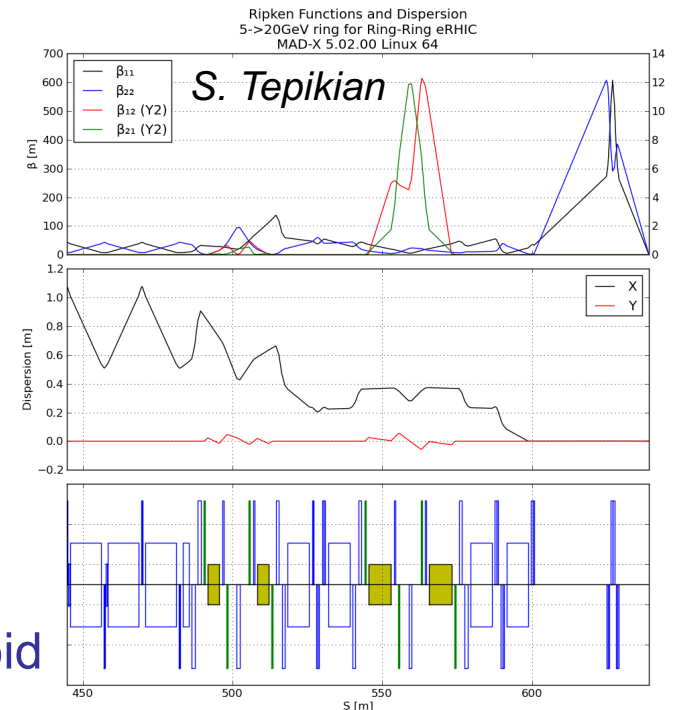 Ripken Functions and Dispersion
5->20GeV ring for Ring-Ring eRHIC
MAD-X 5.02.00 Linux 64
700
600
500
400
300
200
100
0
β [m]
14
12
10
8
6
4
2
0
β₁₁
β₂₂
β₁₂ (Y2)
β₂₁ (Y2)
S. Tepikian
1.2
1.0
0.8
0.6
0.4
0.2
0.0
−0.2
Dispersion [m]
X
Y
oid
450
500
550
600
S [m]